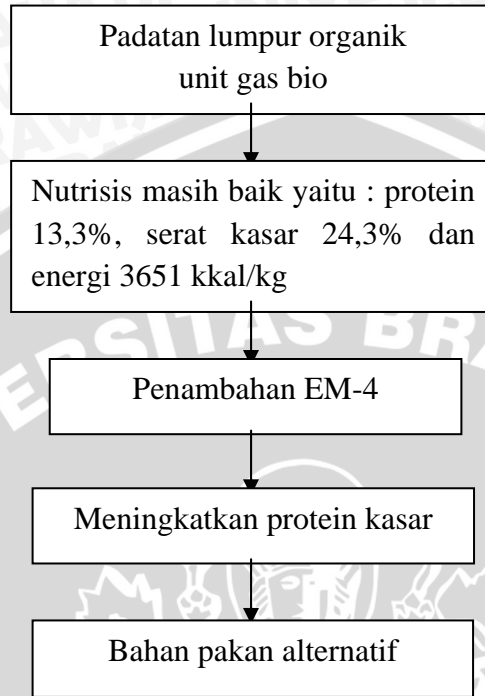 Padatan lumpur organik
unit gas bio
Nutrisis masih baik yaitu : protein
13,3%, serat kasar 24,3% dan
energi 3651 kkal/kg
Penambahan EM-4
Meningkatkan protein kasar
Bahan pakan alternatif